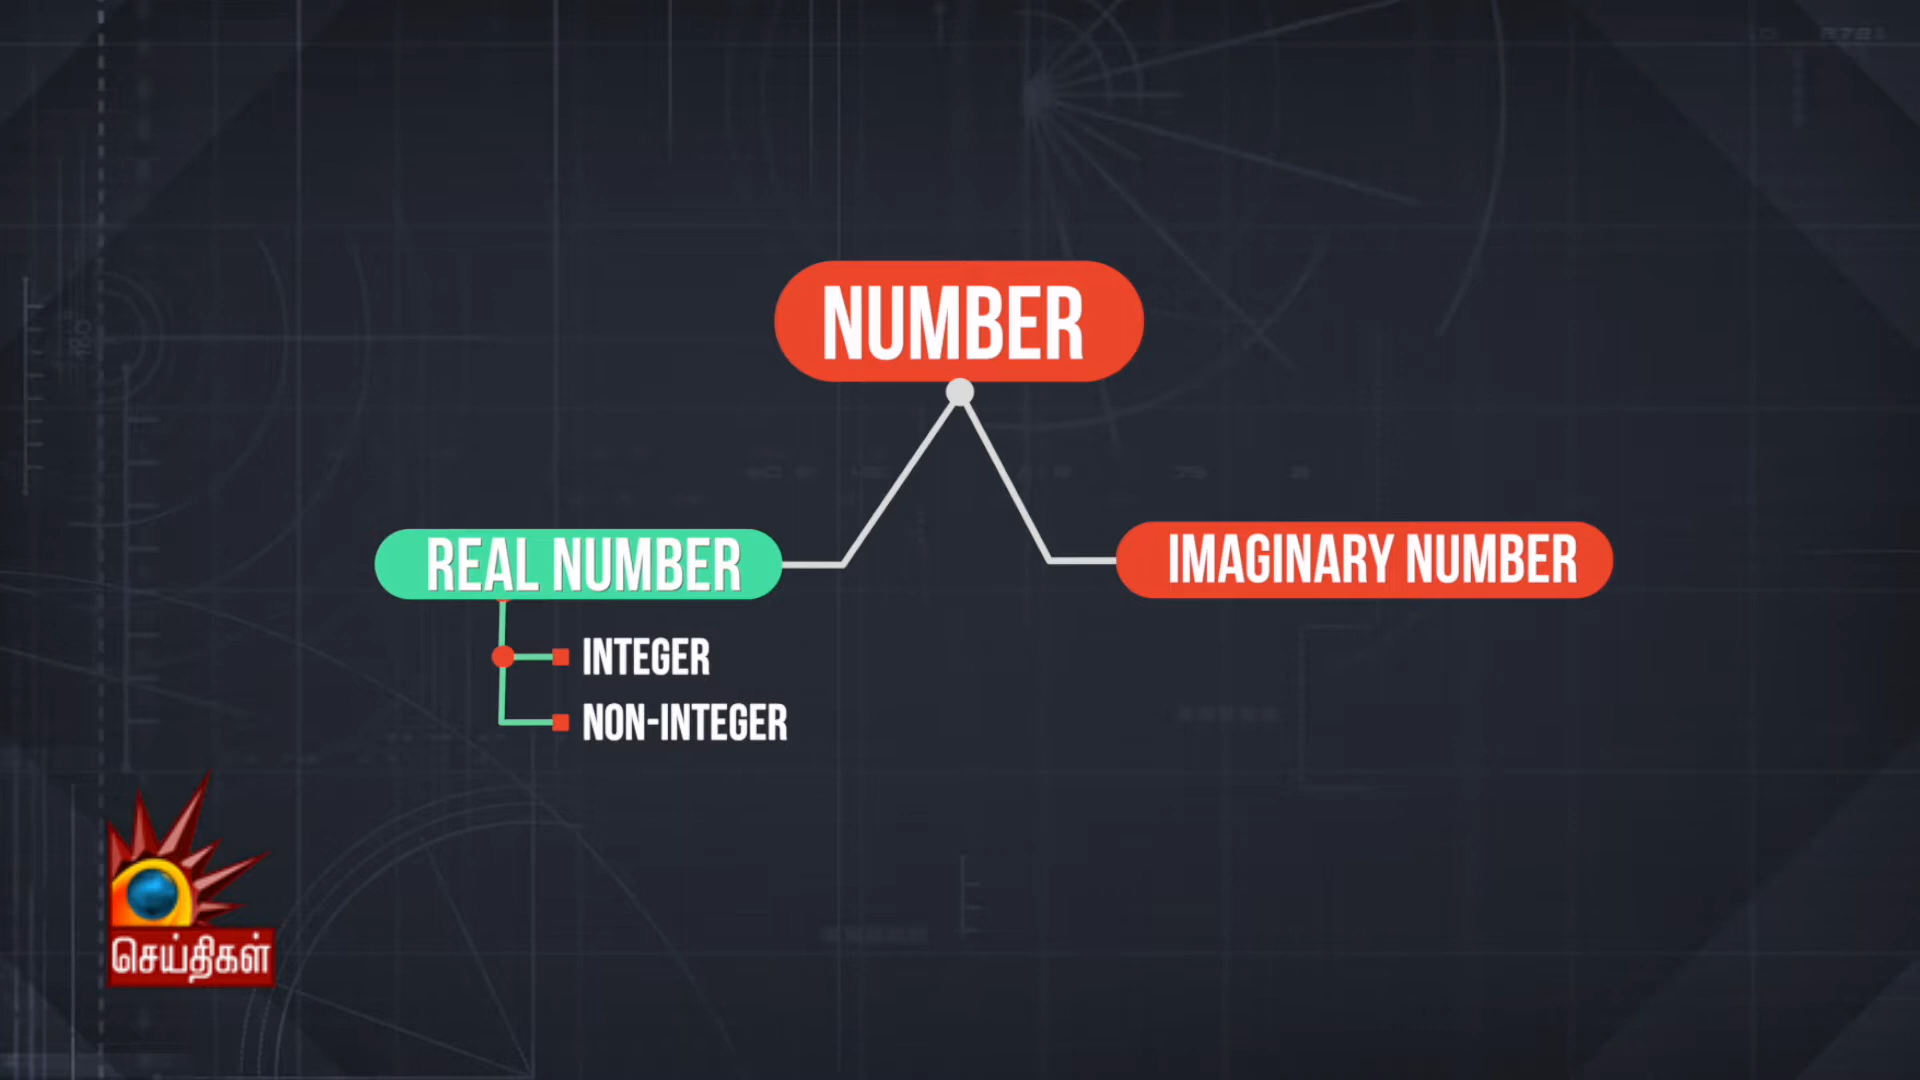 NUMBER
REAL NUMBER
IMAGINARY NUMBER
INTEGER
NON-INTEGER
செய்திகள்